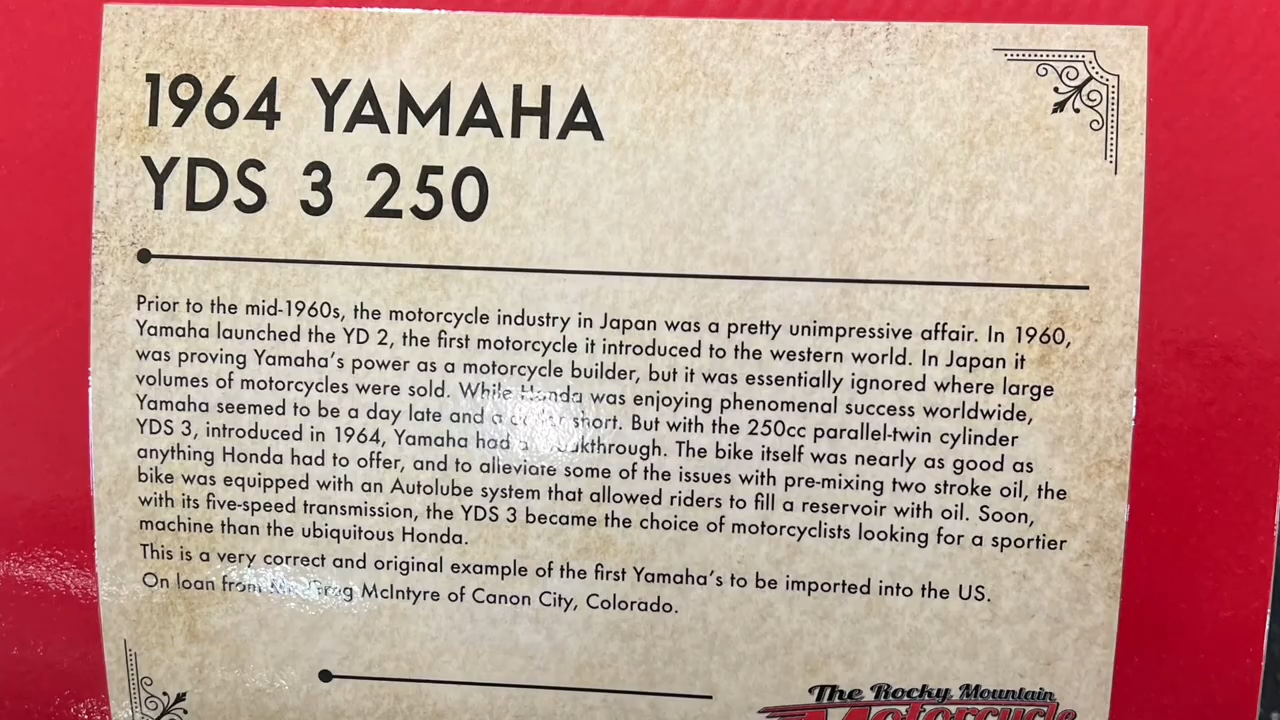 1964 YAMAHA
YDS 3 250
Prior to the mid-1960s, the motorcycle industry in Japan was a pretty unimpressive affair. In 1960,
Yamaha launched the YD 2, the first motorcycle it introduced to the western world. In Japan it
was proving Yamaha's power as a motorcycle builder, but it was essentially ignored where large
volumes of motorcycles were sold. While Honda was enjoying phenomenal success worldwide,
Yamaha seemed to be a day late and a dollar short. But with the 250cc parallel-twin cylinder
YDS 3, introduced in 1964, Yamaha had a breakthrough. The bike itself was nearly as good as
anything Honda had to offer, and to alleviate some of the issues with pre-mixing two stroke oil, the
bike was equipped with an Autolube system that allowed riders to fill a reservoir with oil. Soon,
with its five-speed transmission, the YDS 3 became the choice of motorcyclists looking for a sportier
machine than the ubiquitous Honda.
This is a very correct and original example of the first Yamaha's to be imported into the US.
On loan from Greg McIntyre of Canon City, Colorado.
The Rocky Mountain
Motorcycle